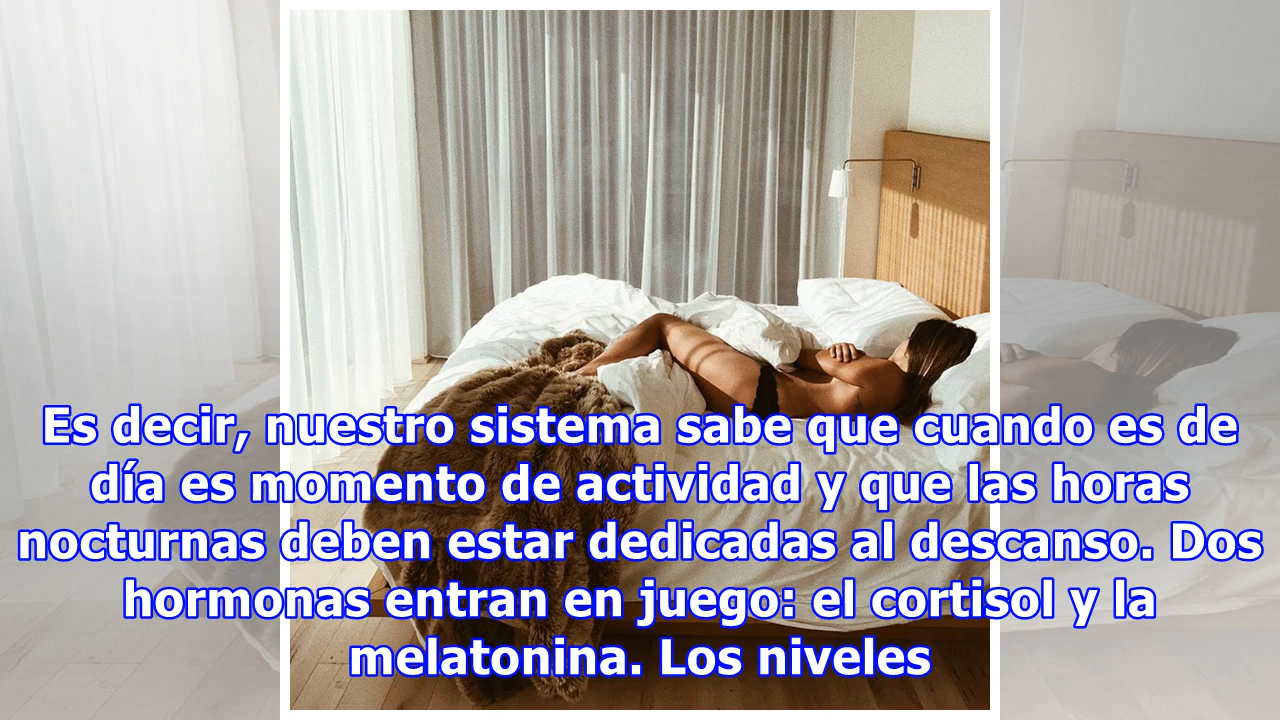 Es decir, nuestro sistema sabe que cuando es de
día es momento de actividad y que las horas
nocturnas deben estar dedicadas al descanso. Dos
hormonas entran en juego: el cortisol y la
melatonina. Los niveles